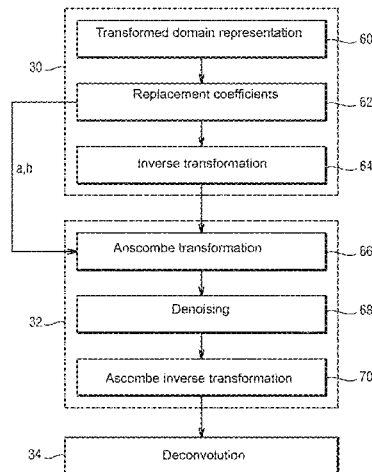 Transformed domain representation
60
30
Replacement coefficients
62
Inverse transformation
64
a,b
Anscombe transformation
66
Denoising
68
32
Ascombe inverse transformation
70
34
Deconvolution